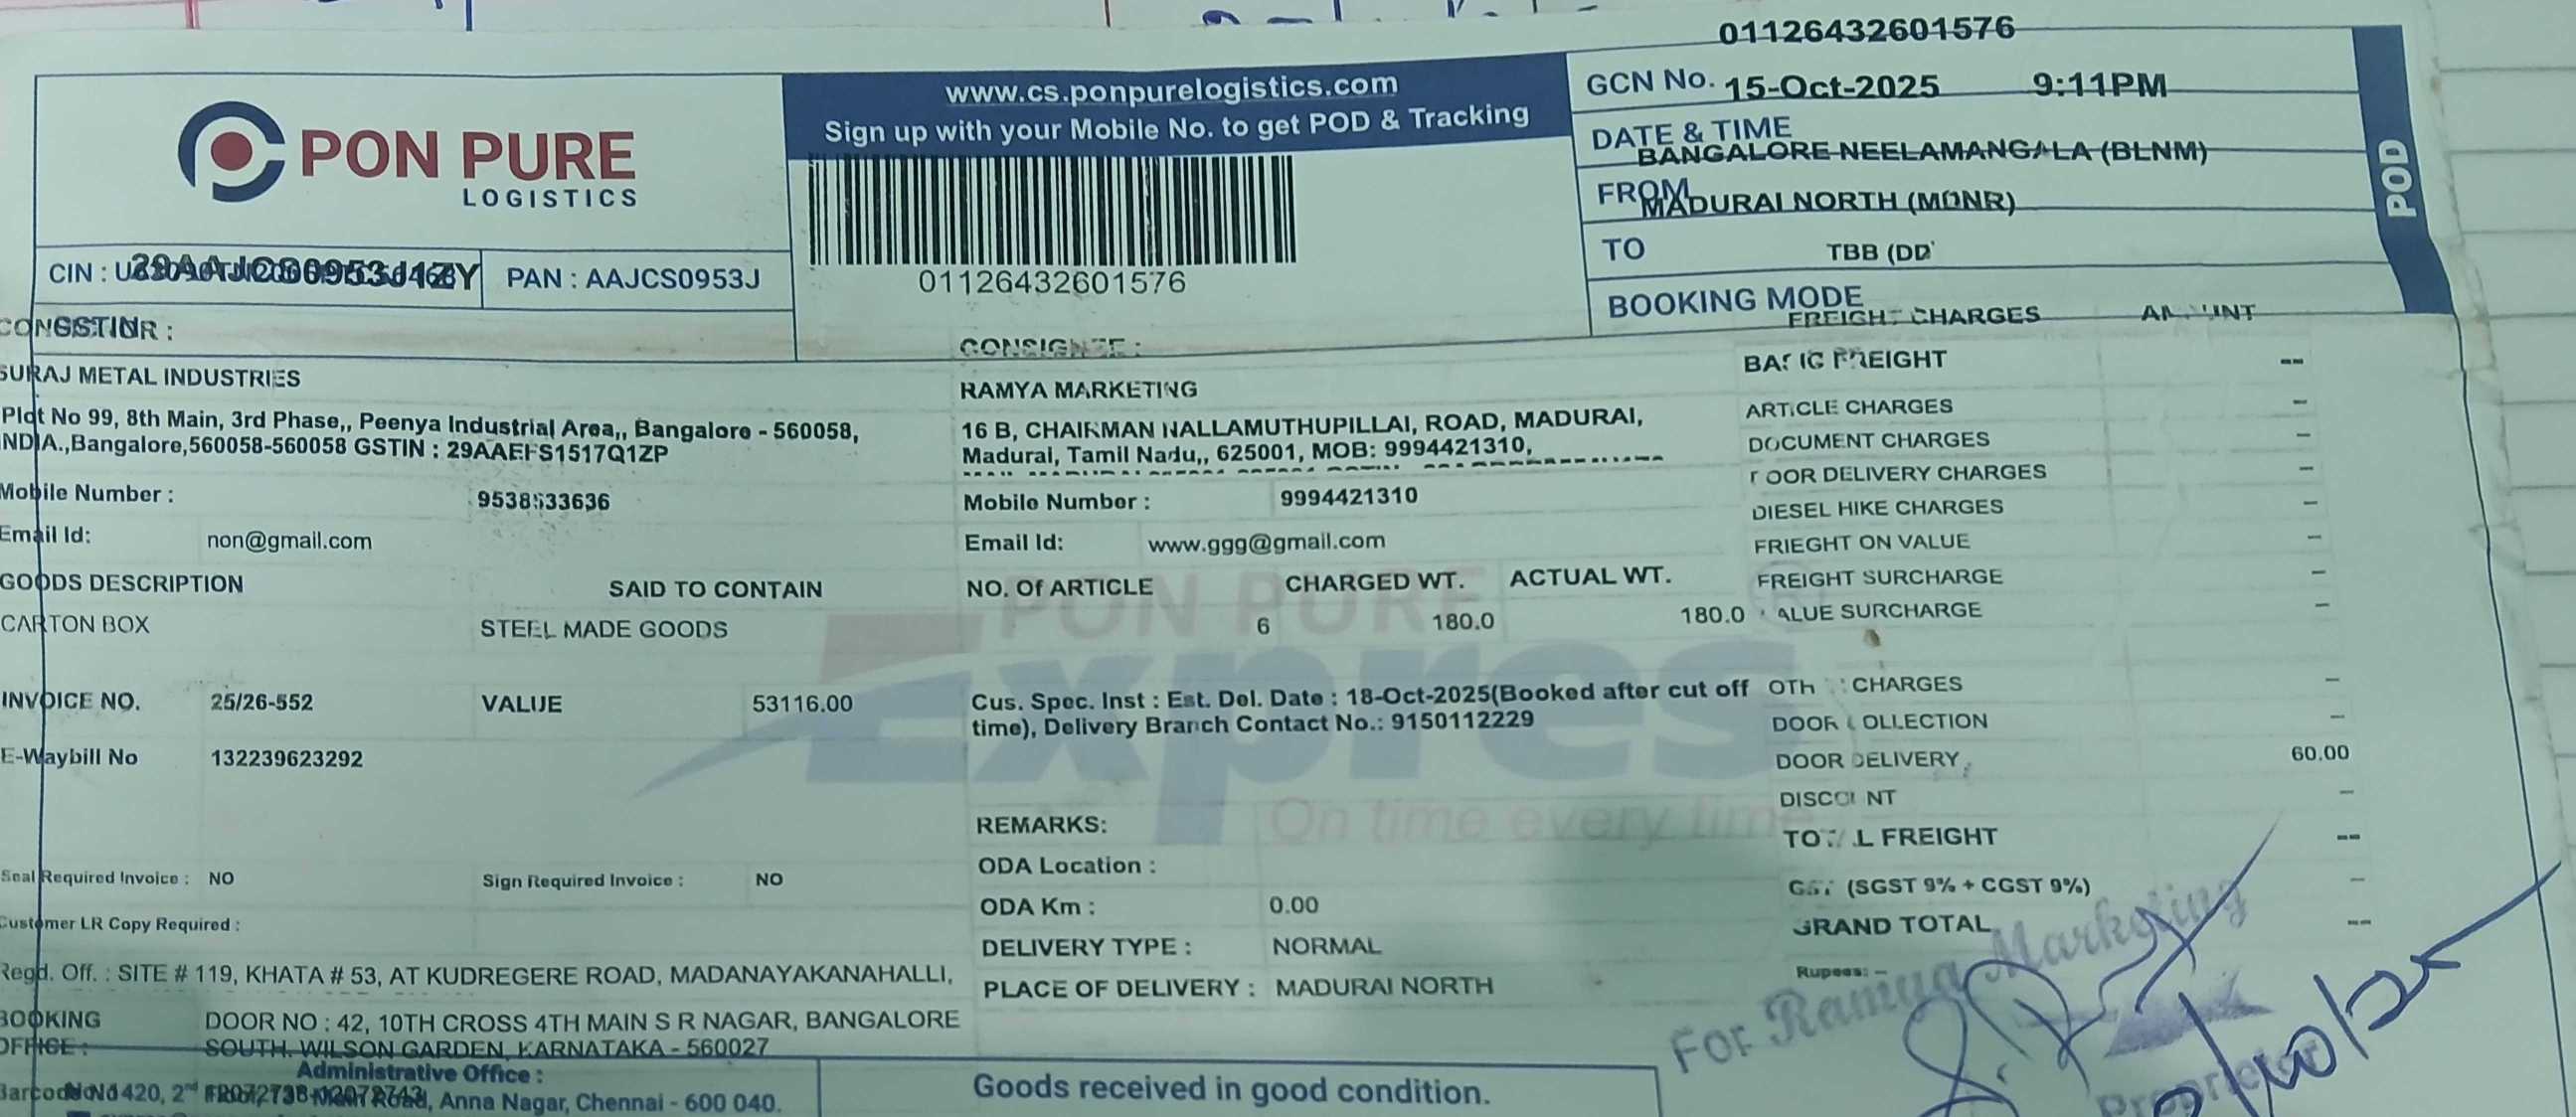 01126432601576
PON PURE
LOGISTICS
www.cs.ponpurelogistics.com
Sign up with your Mobile No. to get POD & Tracking
01126432601576
GCN No. 15-Oct-2025 9:11PM
DATE & TIME
BANGALORE NEELAMANGALA (BLNM)
FROM
MADURAI NORTH (MDNR)
TO
TBB (DD)
BOOKING MODE
POD
CIN : 29AAJCS0953J1ZY PAN : AAJCS0953J
GSTIN
CONSIGNEE :
SURAJ METAL INDUSTRIES
Plot No 99, 8th Main, 3rd Phase,, Peenya Industrial Area,, Bangalore - 560058,
INDIA.,Bangalore,560058-560058 GSTIN : 29AAEFS1517Q1ZP
Mobile Number : 9538533636
Email Id: non@gmail.com
RAMYA MARKETING
16 B, CHAIRMAN NALLAMUTHUPILLAI, ROAD, MADURAI,
Madurai, Tamil Nadu,, 625001, MOB: 9994421310,
Mobile Number : 9994421310
Email Id: www.ggg@gmail.com
GOODS DESCRIPTION SAID TO CONTAIN NO. Of ARTICLE CHARGED WT. ACTUAL WT.
CARTON BOX STEEL MADE GOODS 6 180.0 180.0
INVOICE NO. 25/26-552 VALUE 53116.00
E-Waybill No 132239623292
Cus. Spec. Inst : Est. Del. Date : 18-Oct-2025(Booked after cut off
time), Delivery Branch Contact No.: 9150112229
PON PURE
Expres
On time every time
Seal Required Invoice : NO Sign Required Invoice : NO
Customer LR Copy Required :
REMARKS:
ODA Location :
ODA Km : 0.00
DELIVERY TYPE : NORMAL
PLACE OF DELIVERY : MADURAI NORTH
FREIGHT CHARGES AMOUNT
BASIC FREIGHT --
ARTICLE CHARGES -
DOCUMENT CHARGES -
DOOR DELIVERY CHARGES -
DIESEL HIKE CHARGES -
FRIEGHT ON VALUE -
FREIGHT SURCHARGE -
VALUE SURCHARGE -
CHARGES -
DOOR COLLECTION -
DOOR DELIVERY 60.00
DISCOUNT -
TOTAL FREIGHT --
GST (SGST 9% + CGST 9%) -
GRAND TOTAL --
Rupees: -
For Ramya Marketing
Proprietor
Regd. Off. : SITE # 119, KHATA # 53, AT KUDREGERE ROAD, MADANAYAKANAHALLI,
BOOKING DOOR NO : 42, 10TH CROSS 4TH MAIN S R NAGAR, BANGALORE
OFFICE : SOUTH, WILSON GARDEN, KARNATAKA - 560027
Administrative Office :
Anna Nagar, Chennai - 600 040.
Goods received in good condition.